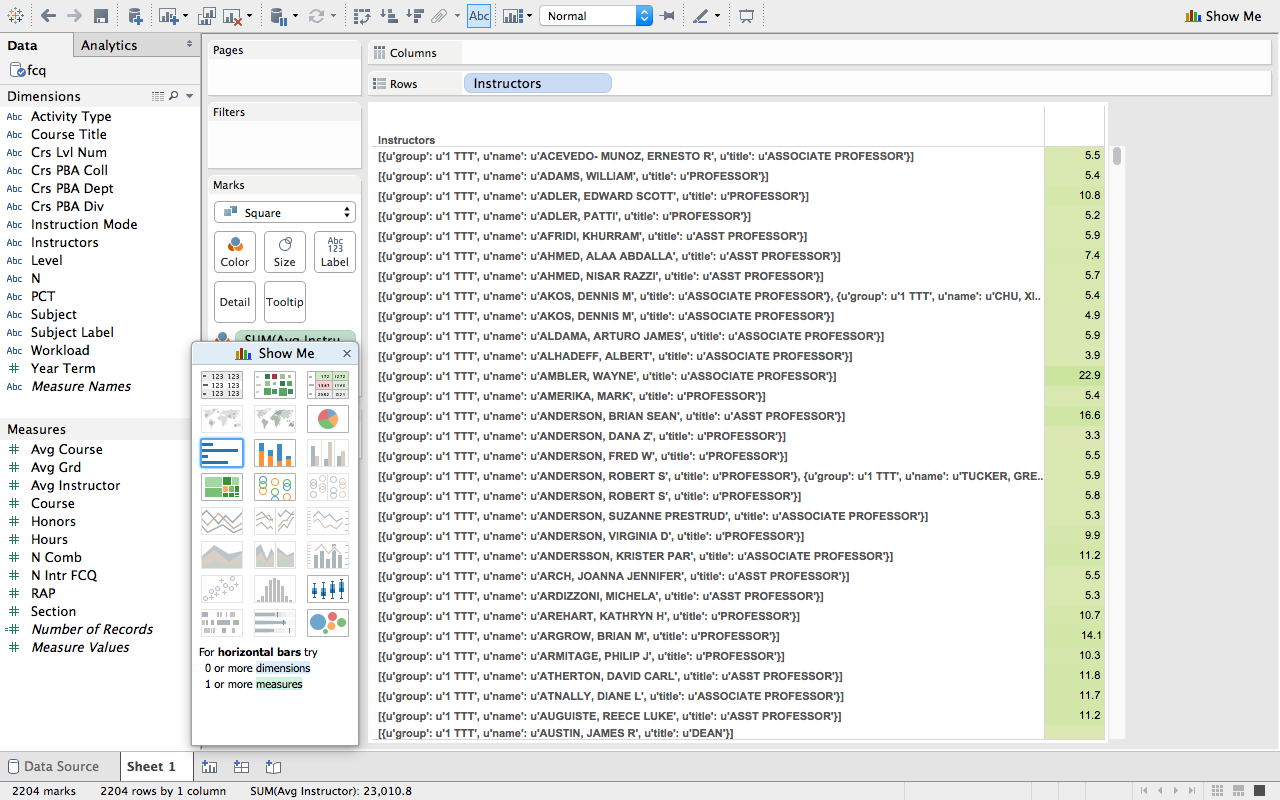 Abc
Normal
Show Me
Data
Analytics
fcq
Dimensions
Abc Activity Type
Abc Course Title
Abc Crs Lvl Num
Abc Crs PBA Coll
Abc Crs PBA Dept
Abc Crs PBA Div
Abc Instruction Mode
Abc Instructors
Abc Level
Abc N
Abc PCT
Abc Subject
Abc Subject Label
Abc Workload
# Year Term
Abc Measure Names
Measures
# Avg Course
# Avg Grd
# Avg Instructor
# Course
# Honors
# Hours
# N Comb
# N Intr FCQ
# RAP
# Section
# Number of Records
# Measure Values
Pages
Filters
Marks
Square
Color
Size
Abc
123
Label
Detail
Tooltip
SUM(Avg Instru..
Show Me
For horizontal bars try
0 or more dimensions
1 or more measures
Columns
Rows
Instructors
Instructors
[{u'group': u'1 TTT', u'name': u'ACEVEDO- MUNOZ, ERNESTO R', u'title': u'ASSOCIATE PROFESSOR'}] 5.5
[{u'group': u'1 TTT', u'name': u'ADAMS, WILLIAM', u'title': u'PROFESSOR'}] 5.4
[{u'group': u'1 TTT', u'name': u'ADLER, EDWARD SCOTT', u'title': u'PROFESSOR'}] 10.8
[{u'group': u'1 TTT', u'name': u'ADLER, PATTI', u'title': u'PROFESSOR'}] 5.2
[{u'group': u'1 TTT', u'name': u'AFRIDI, KHURRAM', u'title': u'ASST PROFESSOR'}] 5.9
[{u'group': u'1 TTT', u'name': u'AHMED, ALAA ABDALLA', u'title': u'ASST PROFESSOR'}] 7.4
[{u'group': u'1 TTT', u'name': u'AHMED, NISAR RAZZI', u'title': u'ASST PROFESSOR'}] 5.7
[{u'group': u'1 TTT', u'name': u'AKOS, DENNIS M', u'title': u'ASSOCIATE PROFESSOR'}, {u'group': u'1 TTT', u'name': u'CHU, XI.. 5.4
[{u'group': u'1 TTT', u'name': u'AKOS, DENNIS M', u'title': u'ASSOCIATE PROFESSOR'}] 4.9
[{u'group': u'1 TTT', u'name': u'ALDAMA, ARTURO JAMES', u'title': u'ASSOCIATE PROFESSOR'}] 5.9
[{u'group': u'1 TTT', u'name': u'ALHADEFF, ALBERT', u'title': u'ASSOCIATE PROFESSOR'}] 3.9
[{u'group': u'1 TTT', u'name': u'AMBLER, WAYNE', u'title': u'ASSOCIATE PROFESSOR'}] 22.9
[{u'group': u'1 TTT', u'name': u'AMERIKA, MARK', u'title': u'PROFESSOR'}] 5.4
[{u'group': u'1 TTT', u'name': u'ANDERSON, BRIAN SEAN', u'title': u'ASST PROFESSOR'}] 16.6
[{u'group': u'1 TTT', u'name': u'ANDERSON, DANA Z', u'title': u'PROFESSOR'}] 3.3
[{u'group': u'1 TTT', u'name': u'ANDERSON, FRED W', u'title': u'PROFESSOR'}] 5.5
[{u'group': u'1 TTT', u'name': u'ANDERSON, ROBERT S', u'title': u'PROFESSOR'}, {u'group': u'1 TTT', u'name': u'TUCKER, GRE... 5.9
[{u'group': u'1 TTT', u'name': u'ANDERSON, ROBERT S', u'title': u'PROFESSOR'}] 5.8
[{u'group': u'1 TTT', u'name': u'ANDERSON, SUZANNE PRESTRUD', u'title': u'ASSOCIATE PROFESSOR'}] 5.3
[{u'group': u'1 TTT', u'name': u'ANDERSON, VIRGINIA D', u'title': u'PROFESSOR'}] 9.9
[{u'group': u'1 TTT', u'name': u'ANDERSSON, KRISTER PAR', u'title': u'ASSOCIATE PROFESSOR'}] 11.2
[{u'group': u'1 TTT', u'name': u'ARCH, JOANNA JENNIFER', u'title': u'ASST PROFESSOR'}] 5.5
[{u'group': u'1 TTT', u'name': u'ARDIZZONI, MICHELA', u'title': u'ASST PROFESSOR'}] 5.3
[{u'group': u'1 TTT', u'name': u'AREHART, KATHRYN H', u'title': u'PROFESSOR'}] 10.7
[{u'group': u'1 TTT', u'name': u'ARGROW, BRIAN M', u'title': u'PROFESSOR'}] 14.1
[{u'group': u'1 TTT', u'name': u'ARMITAGE, PHILIP J', u'title': u'PROFESSOR'}] 10.3
[{u'group': u'1 TTT', u'name': u'ATHERTON, DAVID CARL', u'title': u'ASST PROFESSOR'}] 11.8
[{u'group': u'1 TTT', u'name': u'ATNALLY, DIANE L', u'title': u'ASSOCIATE PROFESSOR'}] 11.7
[{u'group': u'1 TTT', u'name': u'AUGUISTE, REECE LUKE', u'title': u'ASST PROFESSOR'}] 11.2
[{u'group': u'1 TTT', u'name': u'AUSTIN, JAMES R', u'title': u'DEAN'}]
Data Source
Sheet 1
2204 marks
2204 rows by 1 column
SUM(Avg Instructor): 23,010.8